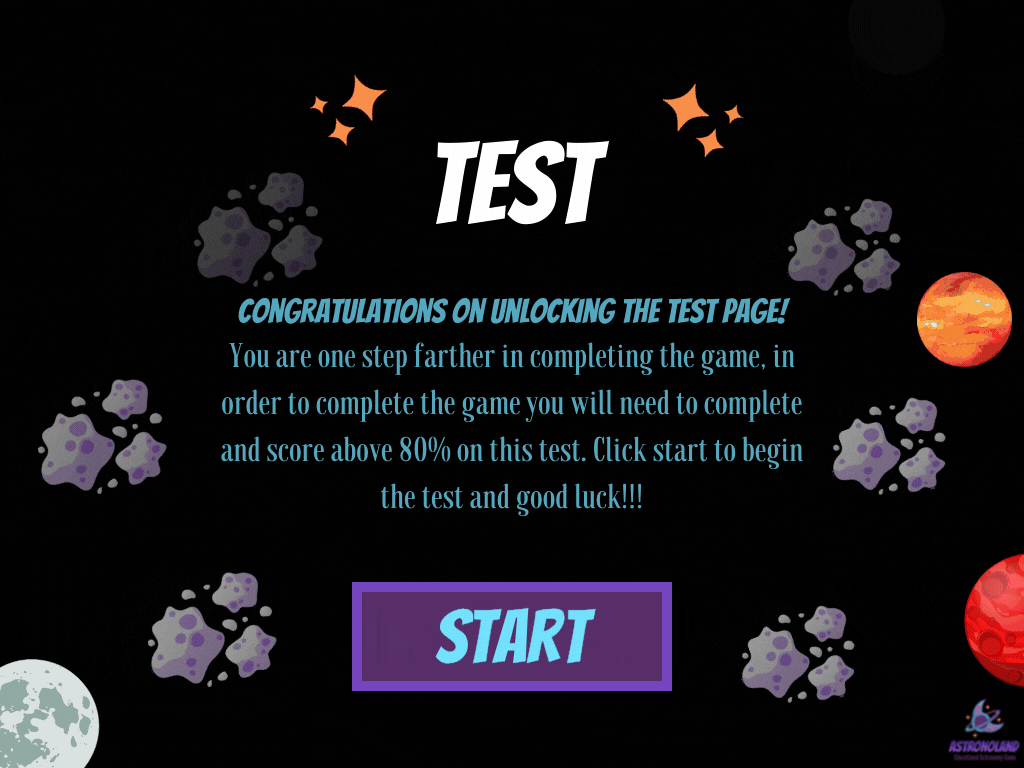 TEST
CONGRATULATIONS ON UNLOCKING THE TEST PAGE!
You are one step farther in completing the game, in
order to complete the game you will need to complete
and score above 80% on this test. Click start to begin
the test and good luck!!!
START
ASTRONOLAND